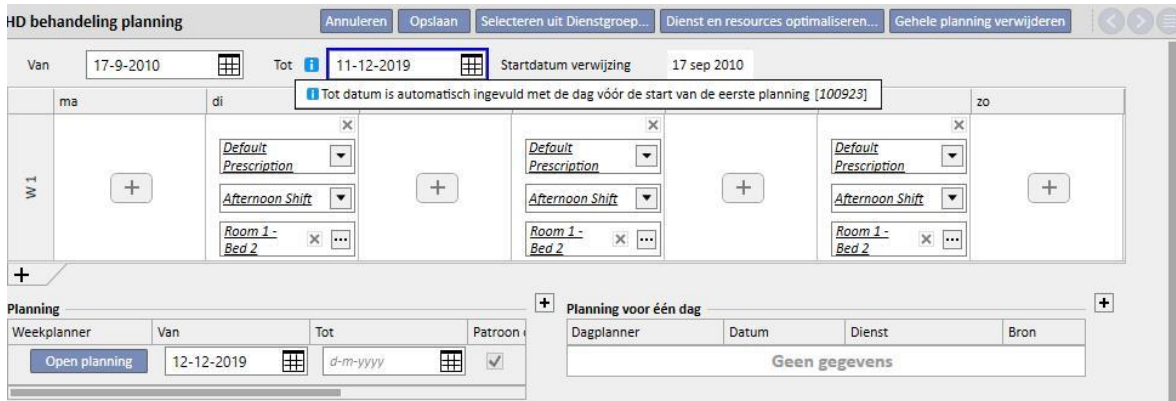 HD behandeling planning
Annuleren
Opslaan
Selecteren uit Dienstgroep...
Dienst en resources optimaliseren...
Gehele planning verwijderen
Van 17-9-2010 Tot 11-12-2019 Startdatum verwijzing 17 sep 2010
Tot datum is automatisch ingevuld met de dag vóór de start van de eerste planning [100923]
ma di zo
W 1
Default
Prescription
Afternoon Shift
Room 1 -
Bed 2
Default
Prescription
Afternoon Shift
Room 1 -
Bed 2
Default
Prescription
Afternoon Shift
Room 1 -
Bed 2
Planning
Weekplanner Van Tot Patroon
Open planning 12-12-2019 d-m-yyyy
Planning voor één dag
Dagplanner Datum Dienst Bron
Geen gegevens